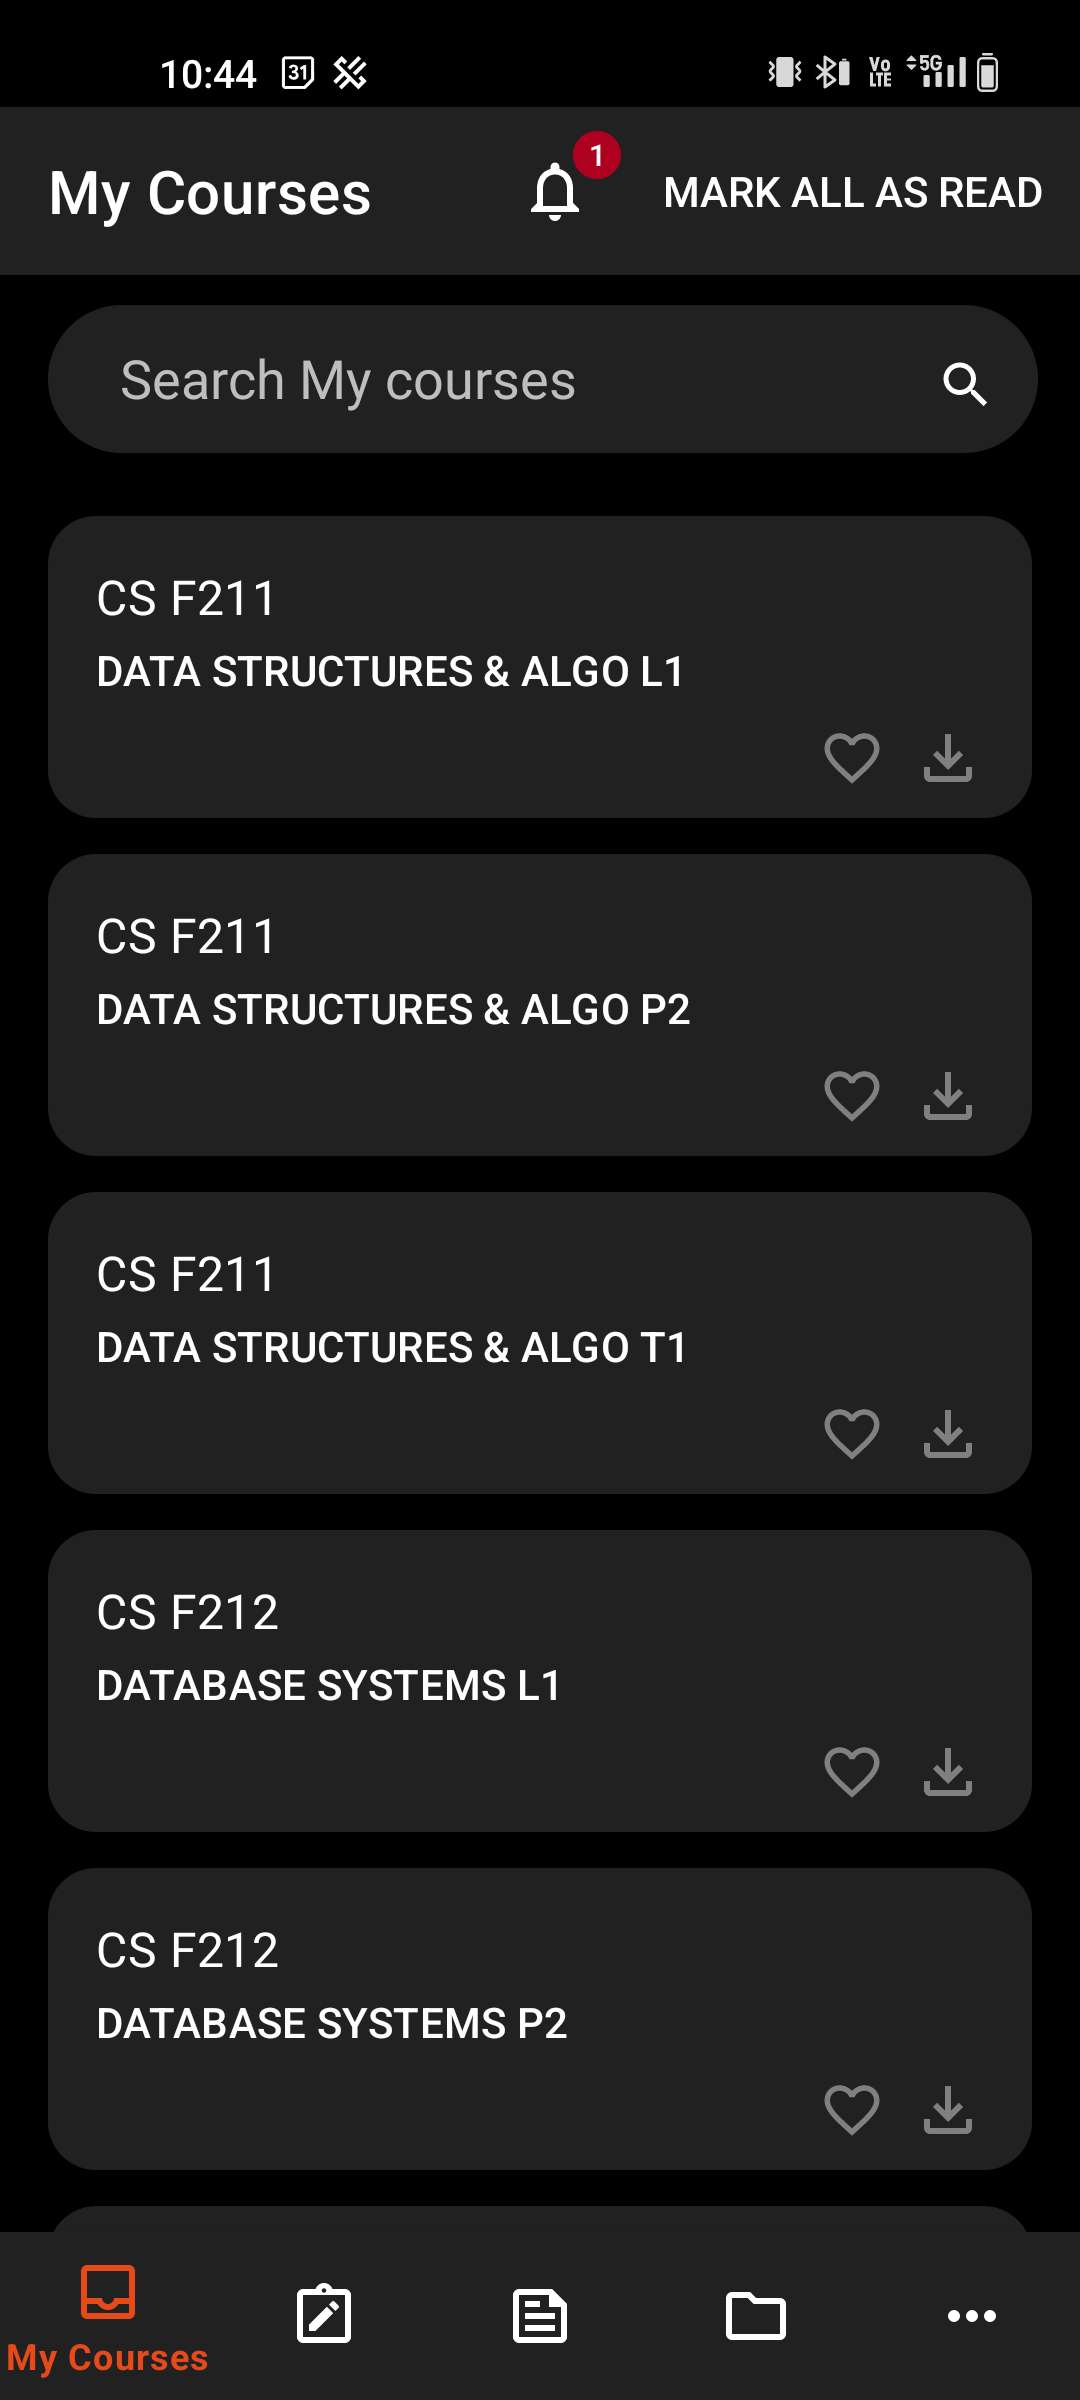 10:44 31 Vo LTE 5G
My Courses 1 MARK ALL AS READ
Search My courses
CS F211
DATA STRUCTURES & ALGO L1
CS F211
DATA STRUCTURES & ALGO P2
CS F211
DATA STRUCTURES & ALGO T1
CS F212
DATABASE SYSTEMS L1
CS F212
DATABASE SYSTEMS P2
My Courses